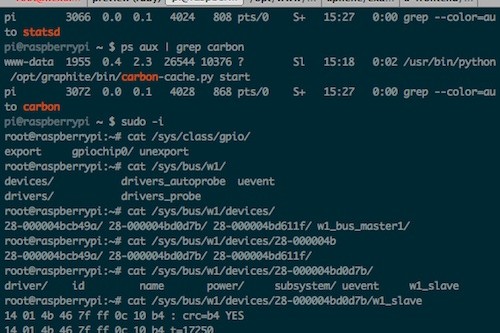 pi 3066 0.0 0.1 4024 808 pts/0 S+ 15:27 0:00 grep --color=au
to statsd
pi@raspberrypi ~ $ ps aux | grep carbon
www-data 1955 0.4 2.3 26544 10376 ? Sl 15:18 0:02 /usr/bin/python
/opt/graphite/bin/carbon-cache.py start
pi 3072 0.0 0.1 4028 868 pts/0 S+ 15:27 0:00 grep --color=au
to carbon
pi@raspberrypi ~ $ sudo -i
root@raspberrypi:~# cat /sys/class/gpio/
export gpiochip0/ unexport
root@raspberrypi:~# cat /sys/bus/w1/
devices/ drivers_autoprobe uevent
drivers/ drivers_probe
root@raspberrypi:~# cat /sys/bus/w1/devices/
28-000004bcb49a/ 28-000004bd0d7b/ 28-000004bd611f/ w1_bus_master1/
root@raspberrypi:~# cat /sys/bus/w1/devices/28-000004b
28-000004bcb49a/ 28-000004bd0d7b/ 28-000004bd611f/
root@raspberrypi:~# cat /sys/bus/w1/devices/28-000004bd0d7b/
driver/ id name power/ subsystem/ uevent w1_slave
root@raspberrypi:~# cat /sys/bus/w1/devices/28-000004bd0d7b/w1_slave
14 01 4b 46 7f ff 0c 10 b4 : crc=b4 YES
14 01 4b 46 7f ff 0c 10 b4 t=17250